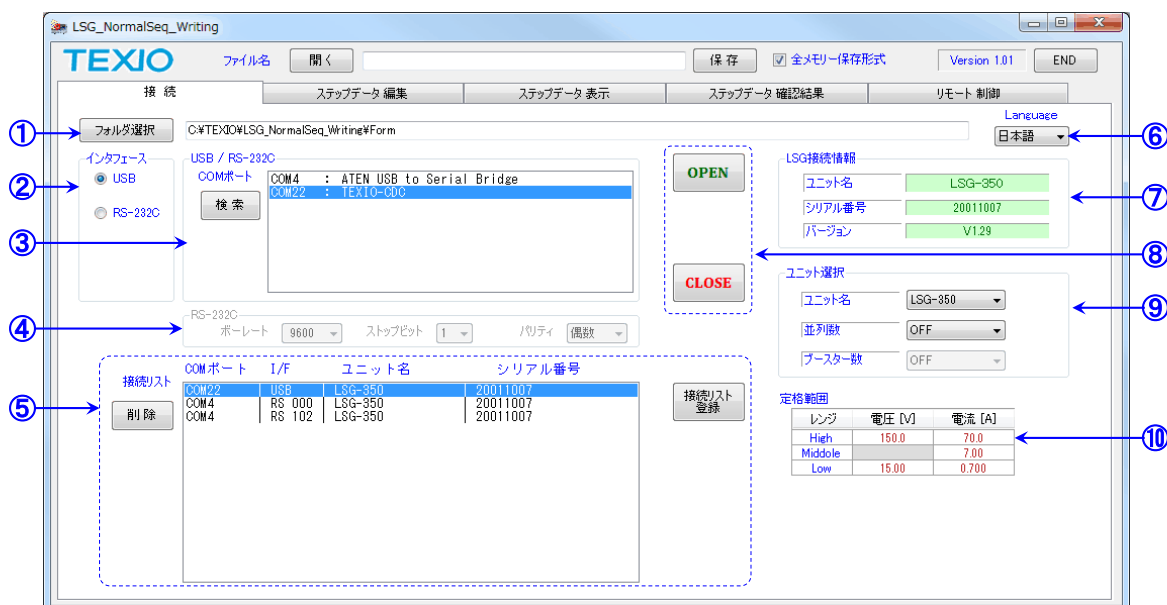 LSG_NormalSeq_Writing
TEXIO ファイル名 開く 保存 全メモリー保存形式 Version 1.01 END
接続 ステップデータ編集 ステップデータ表示 ステップデータ確認結果 リモート制御
Language
① フォルダ選択 C:¥TEXIO¥LSG_NormalSeq_Writing¥Form 日本語 ⑥
インタフェース USB / RS-232C LSG接続情報
② USB COMポート COM4 : ATEN USB to Serial Bridge OPEN ユニット名 LSG-350 ⑦
COM22 : TEXIO-CDC
RS-232C 検索 シリアル番号 20011007
バージョン V1.29
③ ⑧
CLOSE ユニット選択
ユニット名 LSG-350 ⑨
RS-232C
④ ボーレート 9600 ストップビット 1 パリティ 偶数 並列数 OFF
ブースター数 OFF
COMポート I/F ユニット名 シリアル番号
接続リスト COM22 USB LSG-350 20011007 接続リスト登録
⑤ 削除 COM4 RS 000 LSG-350 20011007
COM4 RS 102 LSG-350 20011007
定格範囲
レンジ 電圧 [V] 電流 [A]
High 150.0 70.0 ⑩
Middole 7.00
Low 15.00 0.700